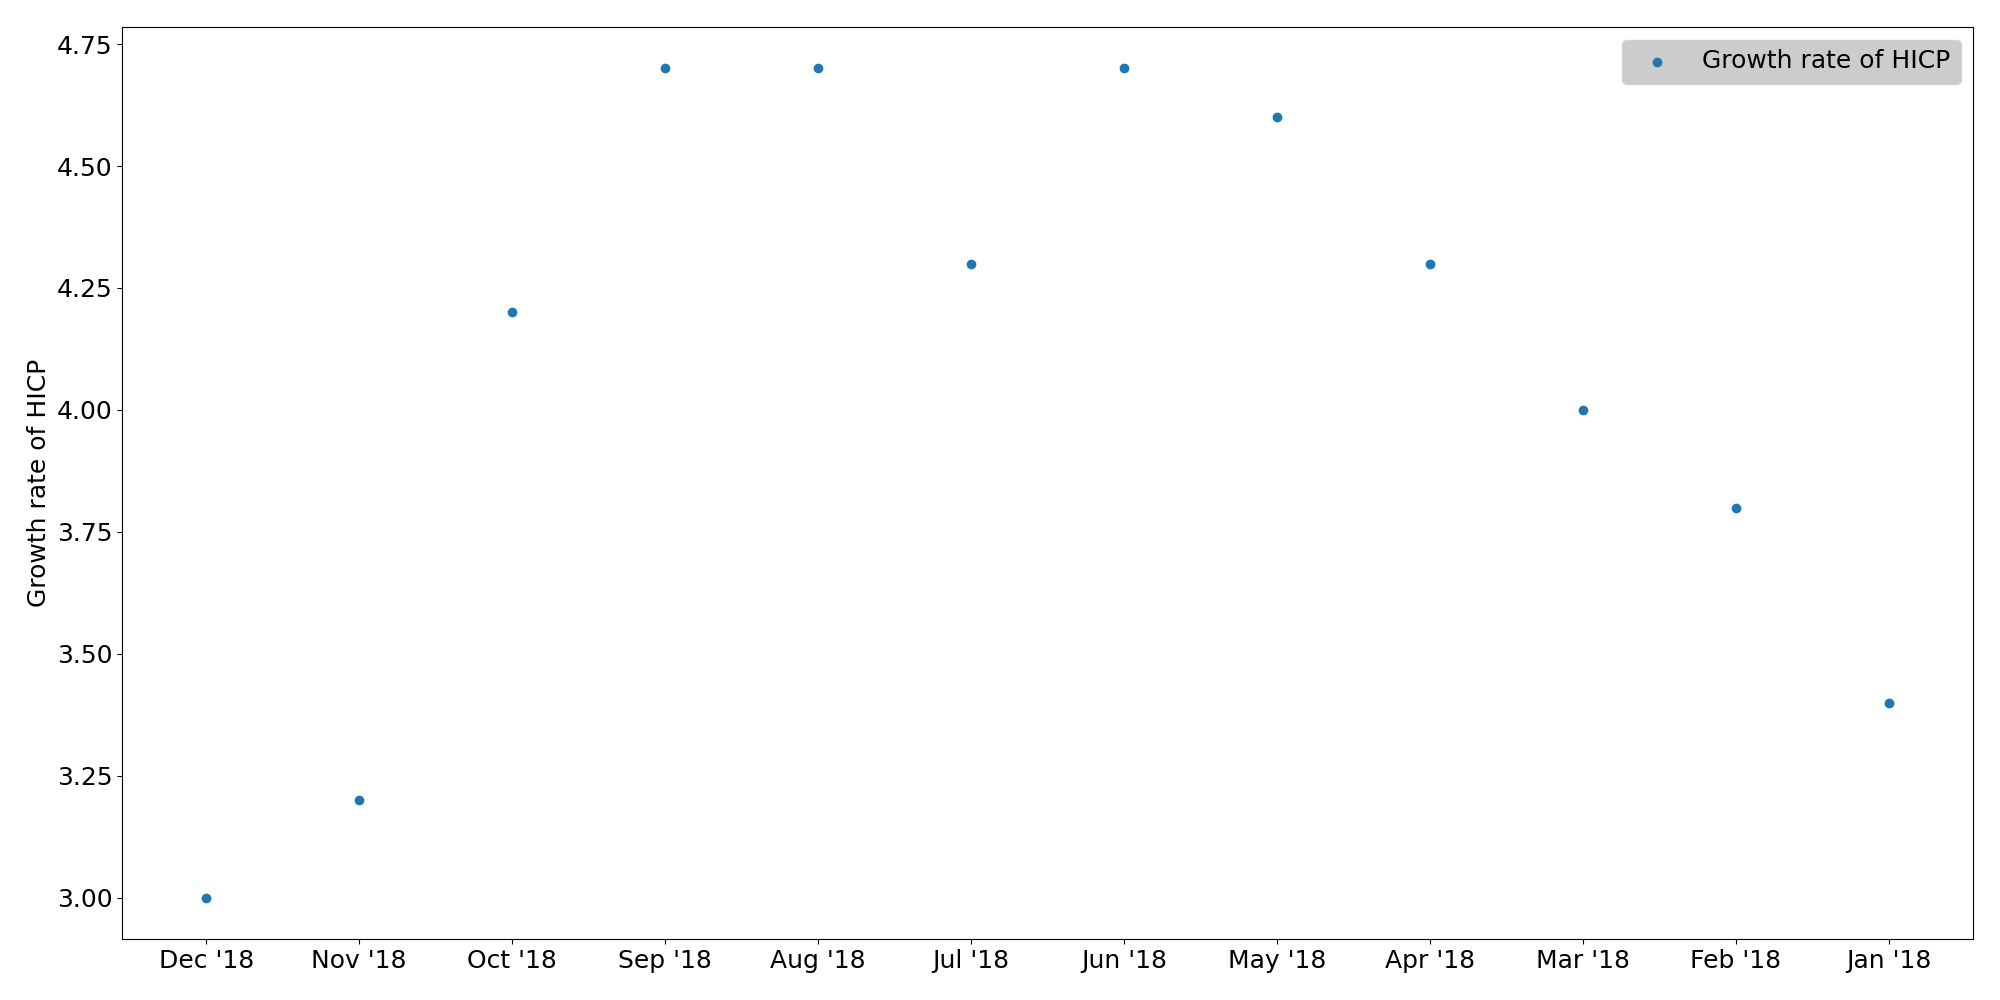 Growth rate of HICP
4.75
4.50
4.25
4.00
3.75
3.50
3.25
3.00
Growth rate of HICP
Dec '18 Nov '18 Oct '18 Sep '18 Aug '18 Jul '18 Jun '18 May '18 Apr '18 Mar '18 Feb '18 Jan '18